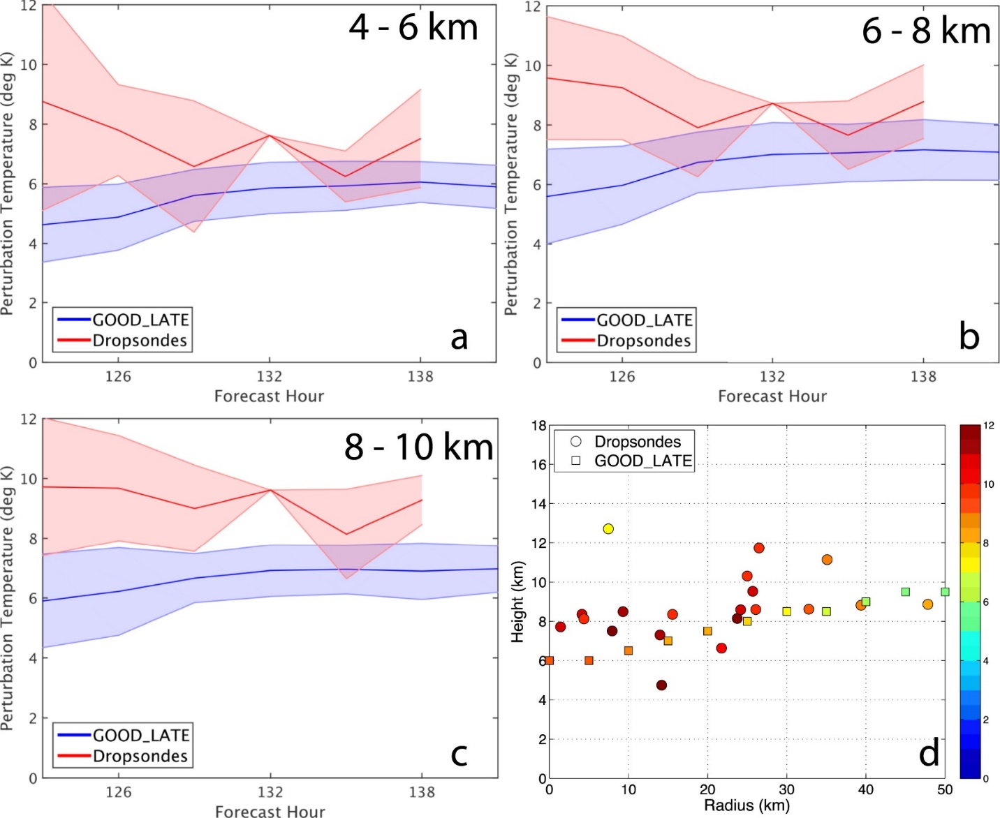 4 - 6 km
Perturbation Temperature (deg K)
12
10
8
6
4
2
0
GOOD_LATE
Dropsondes
a
126
132
138
Forecast Hour
6 - 8 km
Perturbation Temperature (deg K)
12
10
8
6
4
2
0
GOOD_LATE
Dropsondes
b
126
132
138
Forecast Hour
8 - 10 km
Perturbation Temperature (deg K)
12
10
8
6
4
2
0
GOOD_LATE
Dropsondes
c
126
132
138
Forecast Hour
Height (km)
18
16
14
12
10
8
6
4
2
0
Dropsondes
GOOD_LATE
d
0
10
20
30
40
50
Radius (km)
12
10
8
6
4
2
0